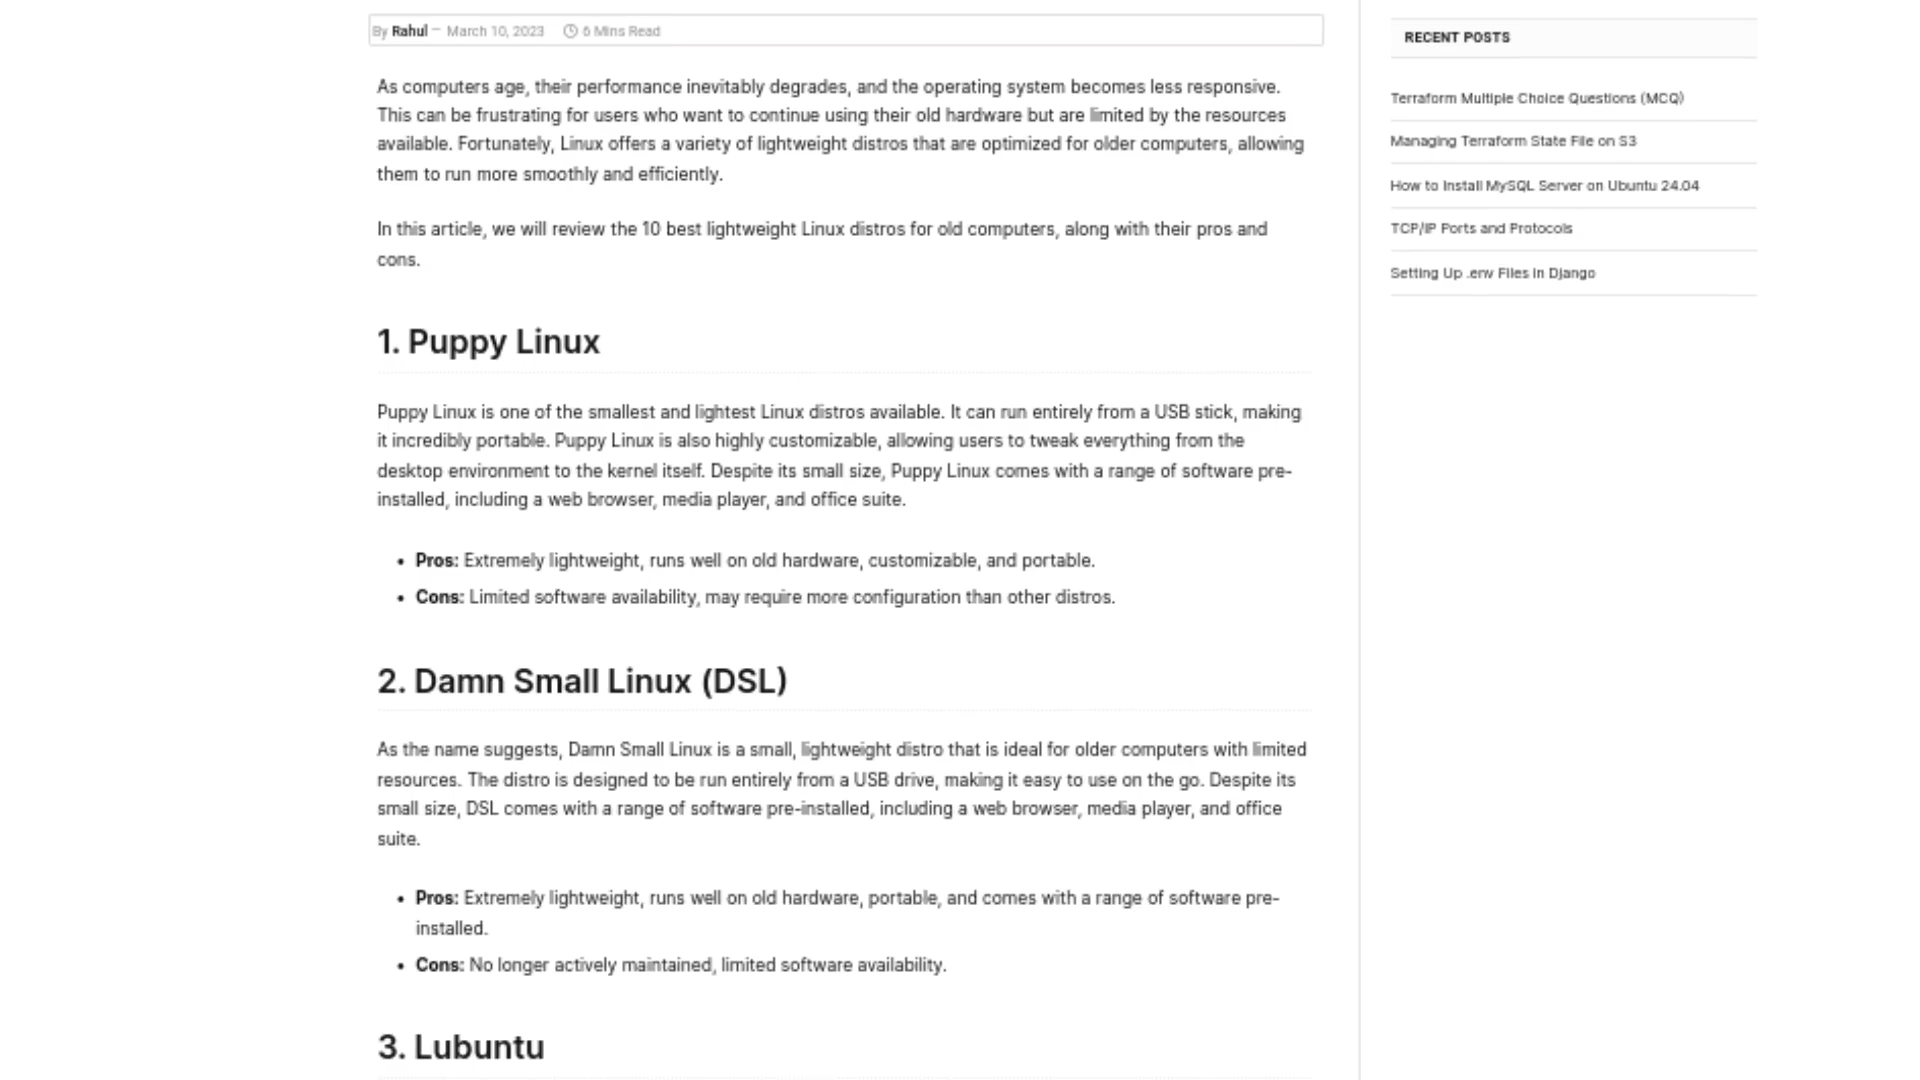 By Rahul — March 10, 2023 6 Mins Read
As computers age, their performance inevitably degrades, and the operating system becomes less responsive.
This can be frustrating for users who want to continue using their old hardware but are limited by the resources
available. Fortunately, Linux offers a variety of lightweight distros that are optimized for older computers, allowing
them to run more smoothly and efficiently.
In this article, we will review the 10 best lightweight Linux distros for old computers, along with their pros and
cons.
1. Puppy Linux
Puppy Linux is one of the smallest and lightest Linux distros available. It can run entirely from a USB stick, making
it incredibly portable. Puppy Linux is also highly customizable, allowing users to tweak everything from the
desktop environment to the kernel itself. Despite its small size, Puppy Linux comes with a range of software pre-
installed, including a web browser, media player, and office suite.
• Pros: Extremely lightweight, runs well on old hardware, customizable, and portable.
• Cons: Limited software availability, may require more configuration than other distros.
2. Damn Small Linux (DSL)
As the name suggests, Damn Small Linux is a small, lightweight distro that is ideal for older computers with limited
resources. The distro is designed to be run entirely from a USB drive, making it easy to use on the go. Despite its
small size, DSL comes with a range of software pre-installed, including a web browser, media player, and office
suite.
• Pros: Extremely lightweight, runs well on old hardware, portable, and comes with a range of software pre-
installed.
• Cons: No longer actively maintained, limited software availability.
3. Lubuntu
RECENT POSTS
Terraform Multiple Choice Questions (MCQ)
Managing Terraform State File on S3
How to Install MySQL Server on Ubuntu 24.04
TCP/IP Ports and Protocols
Setting Up .env Files in Django